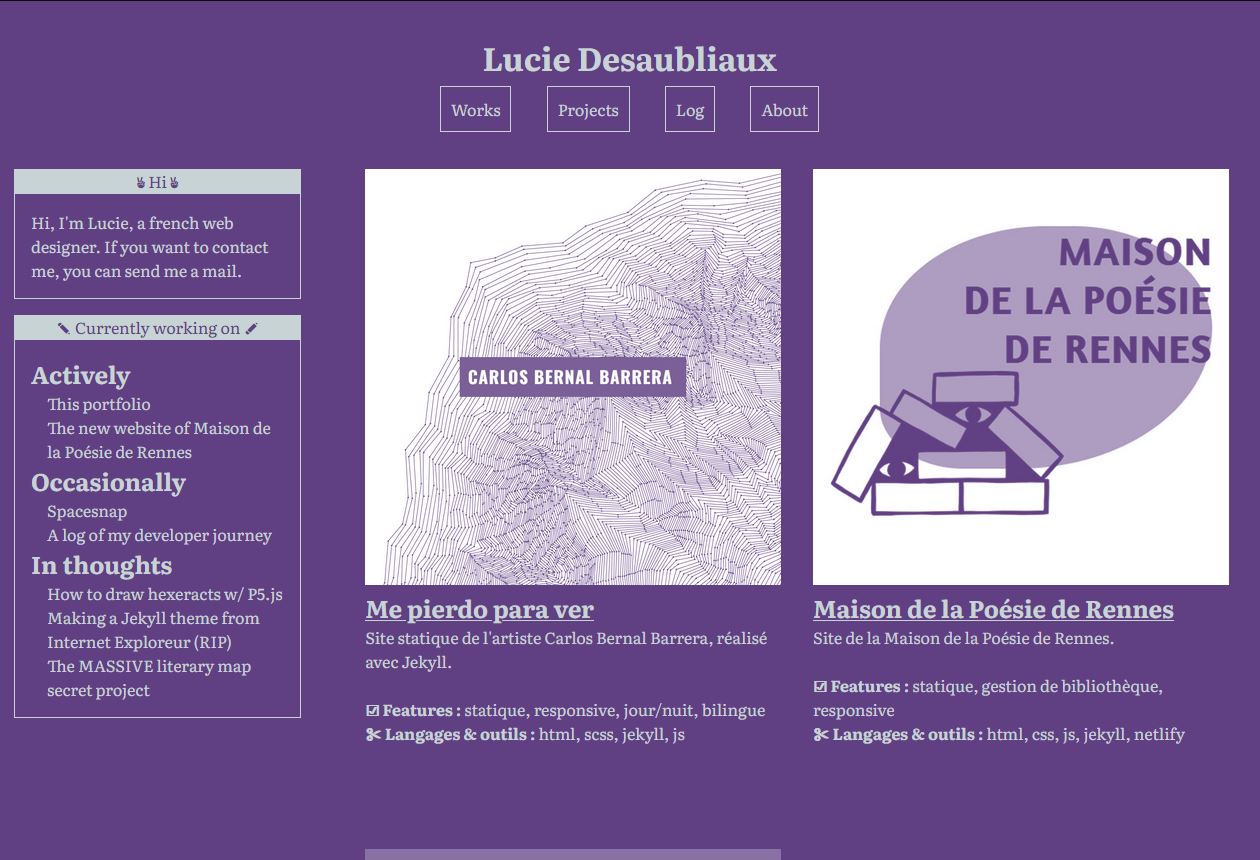 Lucie Desaubliaux
Works
Projects
Log
About
✌ Hi ✌
Hi, I'm Lucie, a french web
designer. If you want to contact
me, you can send me a mail.
✏ Currently working on ✏
Actively
This portfolio
The new website of Maison de
la Poésie de Rennes
Occasionally
Spacesnap
A log of my developer journey
In thoughts
How to draw hexeracts w/ P5.js
Making a Jekyll theme from
Internet Exploreur (RIP)
The MASSIVE literary map
secret project
CARLOS BERNAL BARRERA
Me pierdo para ver
Site statique de l'artiste Carlos Bernal Barrera, réalisé
avec Jekyll.
☑ Features : statique, responsive, jour/nuit, bilingue
✂ Langages & outils : html, scss, jekyll, js
MAISON
DE LA POÉSIE
DE RENNES
Maison de la Poésie de Rennes
Site de la Maison de la Poésie de Rennes.
☑ Features : statique, gestion de bibliothèque,
responsive
✂ Langages & outils : html, css, js, jekyll, netlify